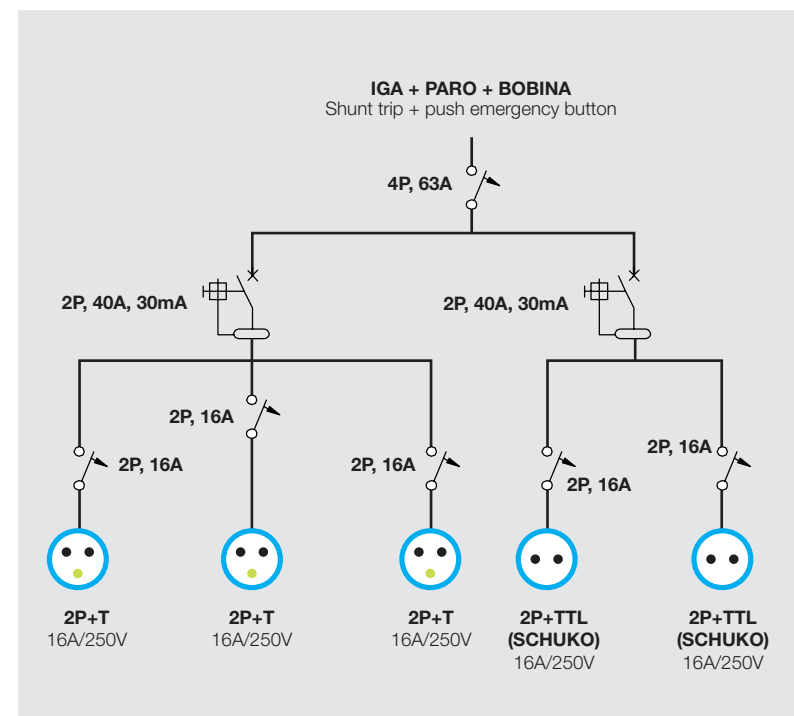 IGA + PARO + BOBINA
Shunt trip + push emergency button
4P, 63A
2P, 40A, 30mA
2P, 40A, 30mA
2P, 16A
2P, 16A
2P, 16A
2P, 16A
2P, 16A
2P+T
16A/250V
2P+T
16A/250V
2P+T
16A/250V
2P+TTL
(SCHUKO)
16A/250V
2P+TTL
(SCHUKO)
16A/250V